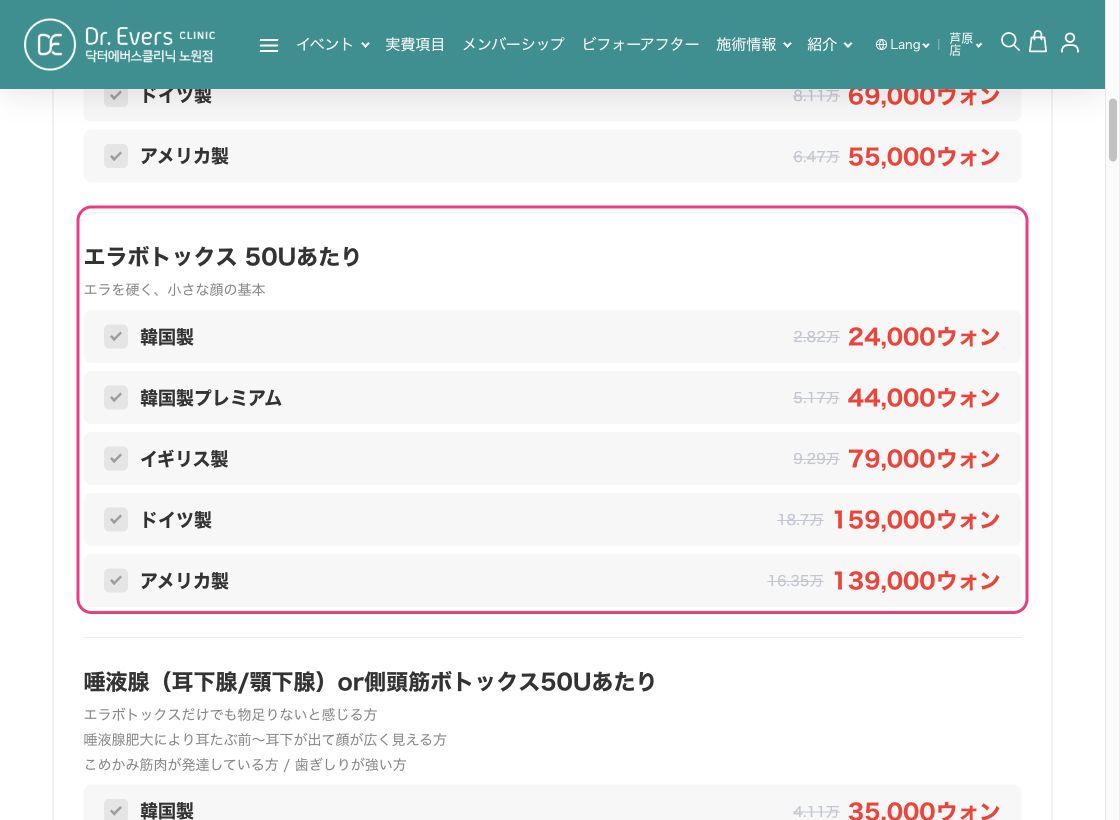 DE Dr. Evers CLINIC
닥터에버스클리닉 노원점
イベント 実費項目 メンバーシップ ビフォーアフター 施術情報 紹介 Lang | 芦原店
ドイツ製 8.11万 69,000ウォン
アメリカ製 6.47万 55,000ウォン
エラボトックス 50Uあたり
エラを硬く、小さな顔の基本
韓国製 2.82万 24,000ウォン
韓国製プレミアム 5.17万 44,000ウォン
イギリス製 9.29万 79,000ウォン
ドイツ製 18.7万 159,000ウォン
アメリカ製 16.35万 139,000ウォン
唾液腺（耳下腺/顎下腺）or側頭筋ボトックス50Uあたり
エラボトックスだけでも物足りないと感じる方
唾液腺肥大により耳たぶ前〜耳下が出て顔が広く見える方
こめかみ筋肉が発達している方 / 歯ぎしりが強い方
韓国製 4.11万 35,000ウォン